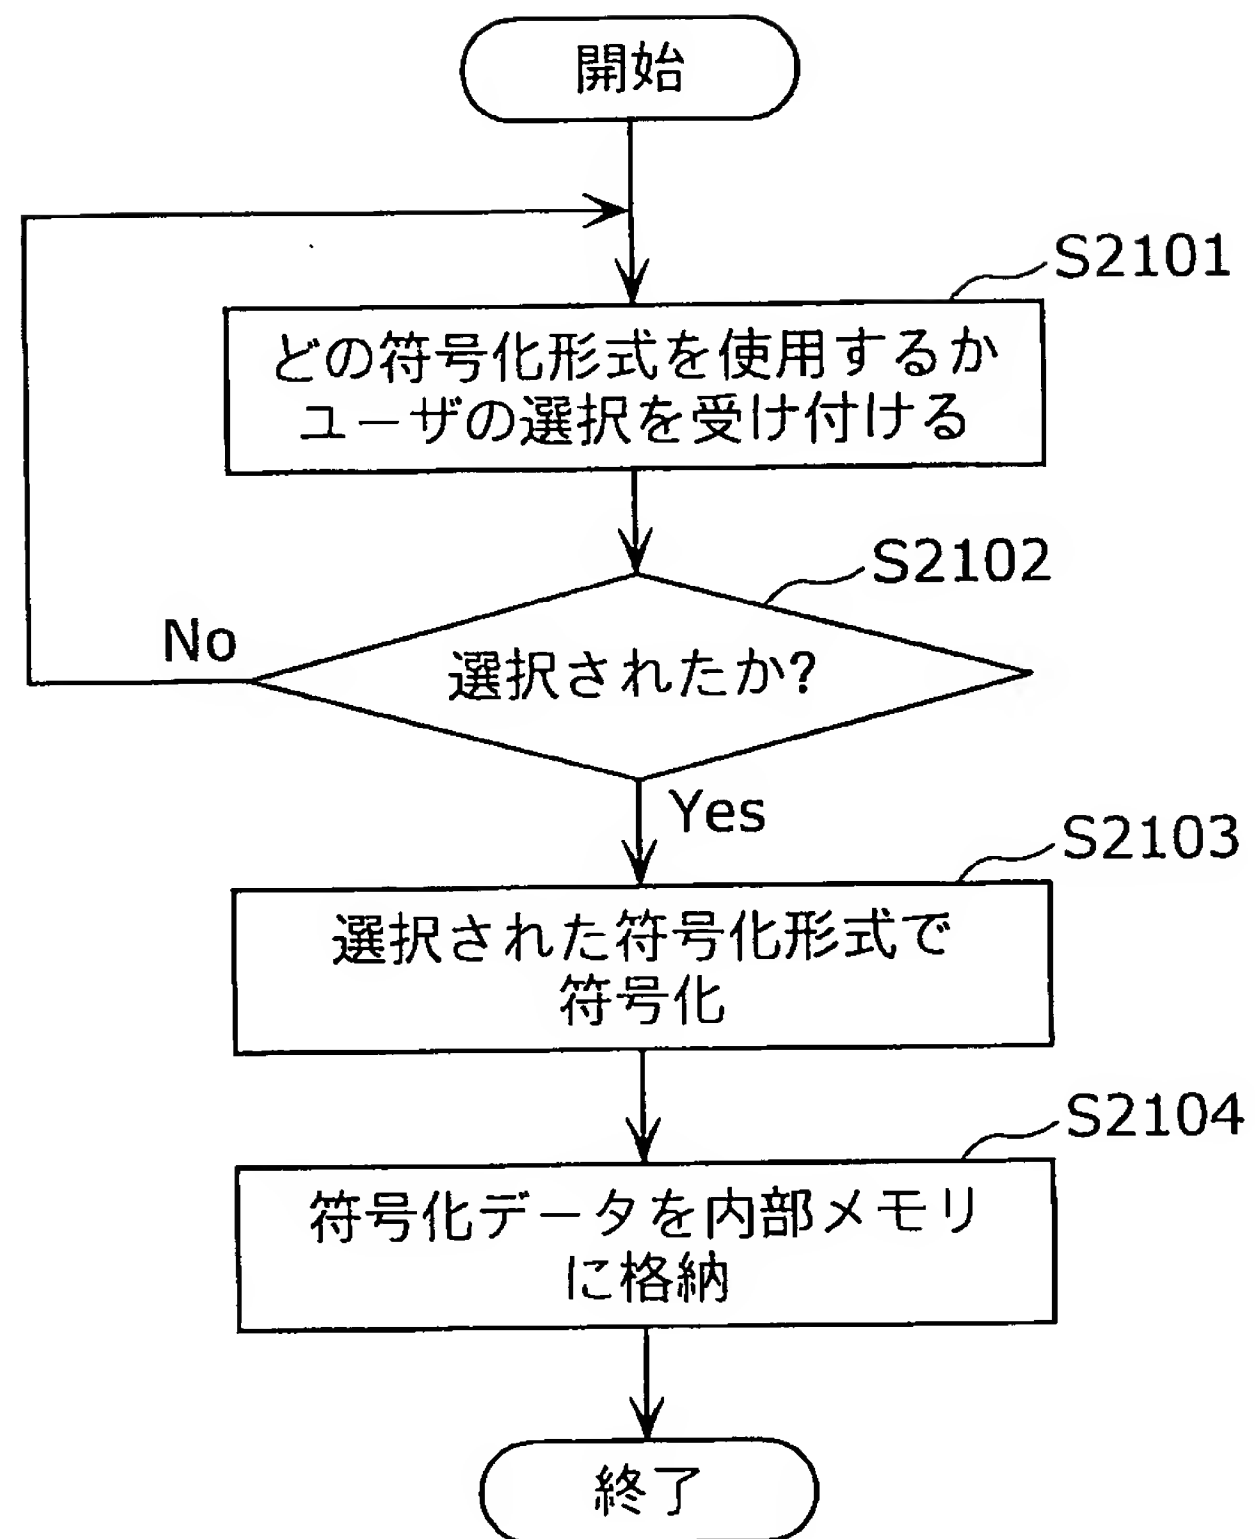 開始
S2101
どの符号化形式を使用するか
ユーザの選択を受け付ける
S2102
No
選択されたか?
Yes
S2103
選択された符号化形式で
符号化
S2104
符号化データを内部メモリ
に格納
終了